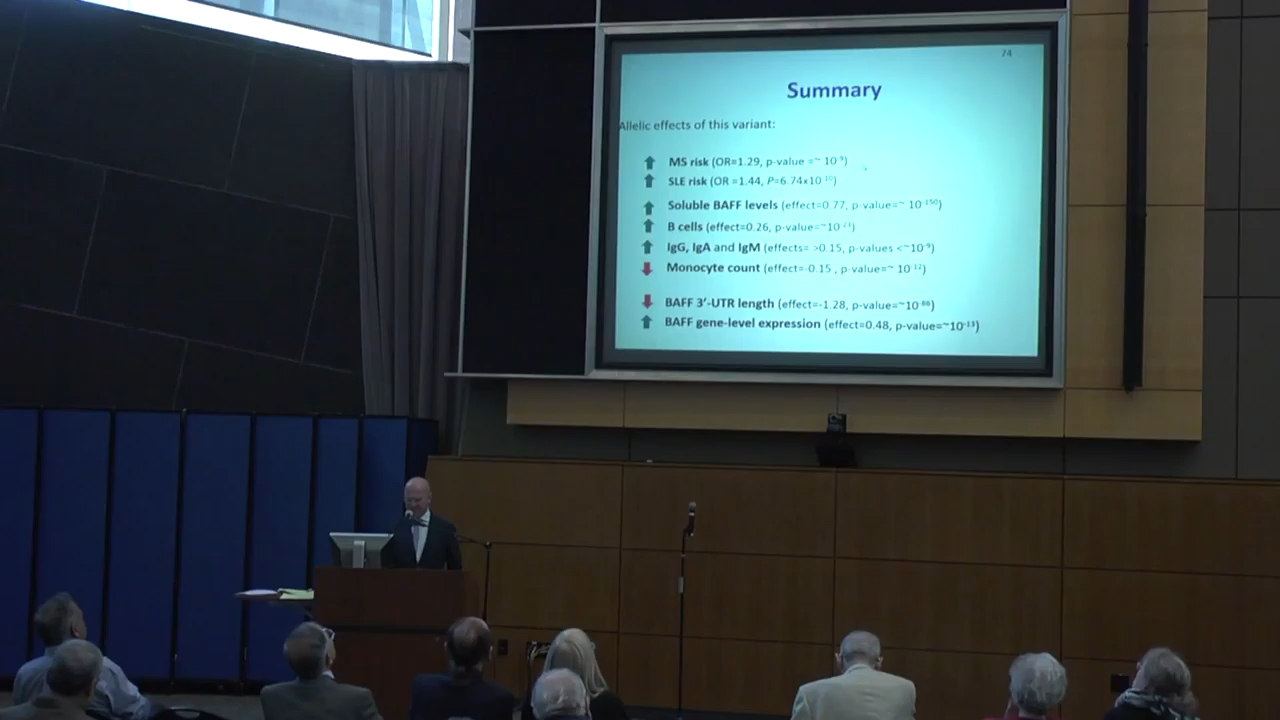 74
Summary
Allelic effects of this variant:
MS risk (OR=1.29, p-value =~ 10⁻⁹)
SLE risk (OR =1.44, P=6.74x10⁻¹⁰)
Soluble BAFF levels (effect=0.77, p-value=~ 10⁻¹⁵⁰)
B cells (effect=0.26, p-value=~10⁻²³)
IgG, IgA and IgM (effects= >0.15, p-values <~10⁻⁹)
Monocyte count (effect=-0.15 , p-value=~ 10⁻¹²)
BAFF 3’-UTR length (effect=-1.28, p-value=~10⁻⁸⁸)
BAFF gene-level expression (effect=0.48, p-value=~10⁻¹³)